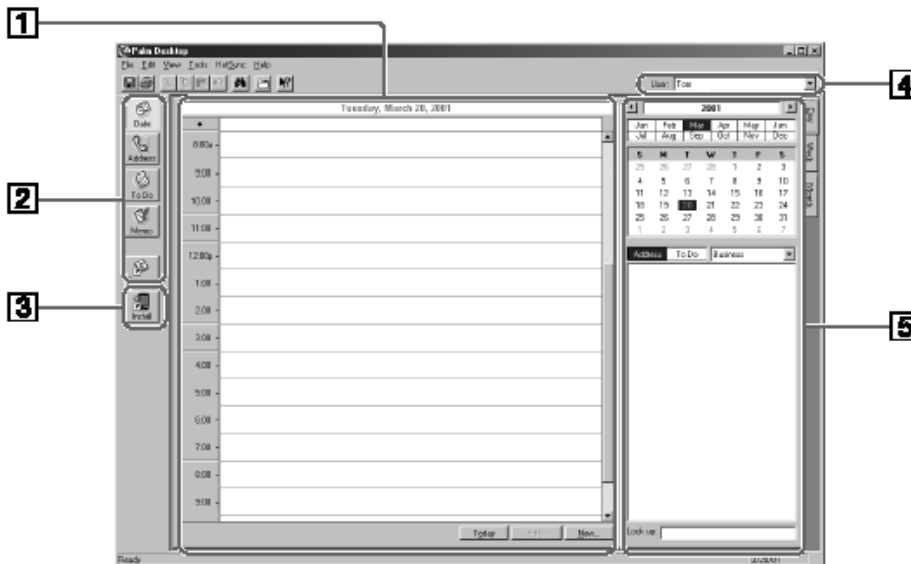 1
Palm Desktop
File Edit View Tools HotSync Help
4
User: Tom
Tuesday, March 20, 2001
2001
Day
Week
Month
Jan Feb Mar Apr May Jun
Jul Aug Sep Oct Nov Dec
S M T W T F S
25 26 27 28 1 2 3
4 5 6 7 8 9 10
11 12 13 14 15 16 17
18 19 20 21 22 23 24
25 26 27 28 29 30 31
1 2 3 4 5 6 7
Date
Address
2
To Do
Memo
3
Install
8:00a
9:00
10:00
11:00
12:00p
1:00
2:00
3:00
4:00
5:00
6:00
7:00
8:00
9:00
Address To Do Business
5
Today
New...
Look up:
Ready